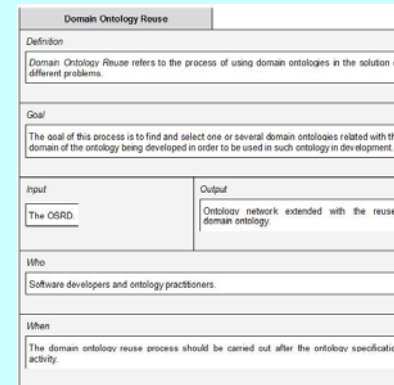 Domain Ontology Reuse
Definition
Domain Ontology Reuse refers to the process of using domain ontologies in the solution
different problems.
Goal
The goal of this process is to find and select one or several domain ontologies related with
domain of the ontology being developed in order to be used in such ontology in development.
Input
The OSRD.
Output
Ontology network extended with the
domain ontology.
Who
Software developers and ontology practitioners.
When
The domain ontology reuse process should be carried out after the ontology
activity.